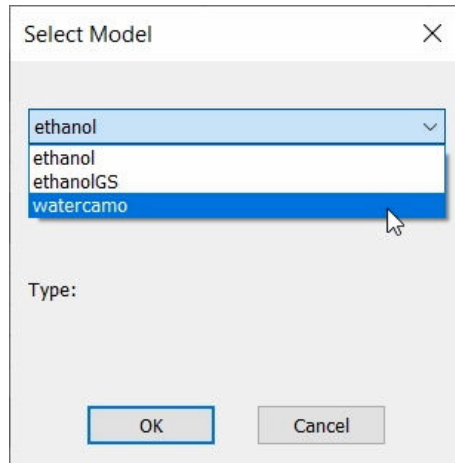 Select Model
ethanol
ethanol
ethanolGS
watercamo
Type:
OK
Cancel